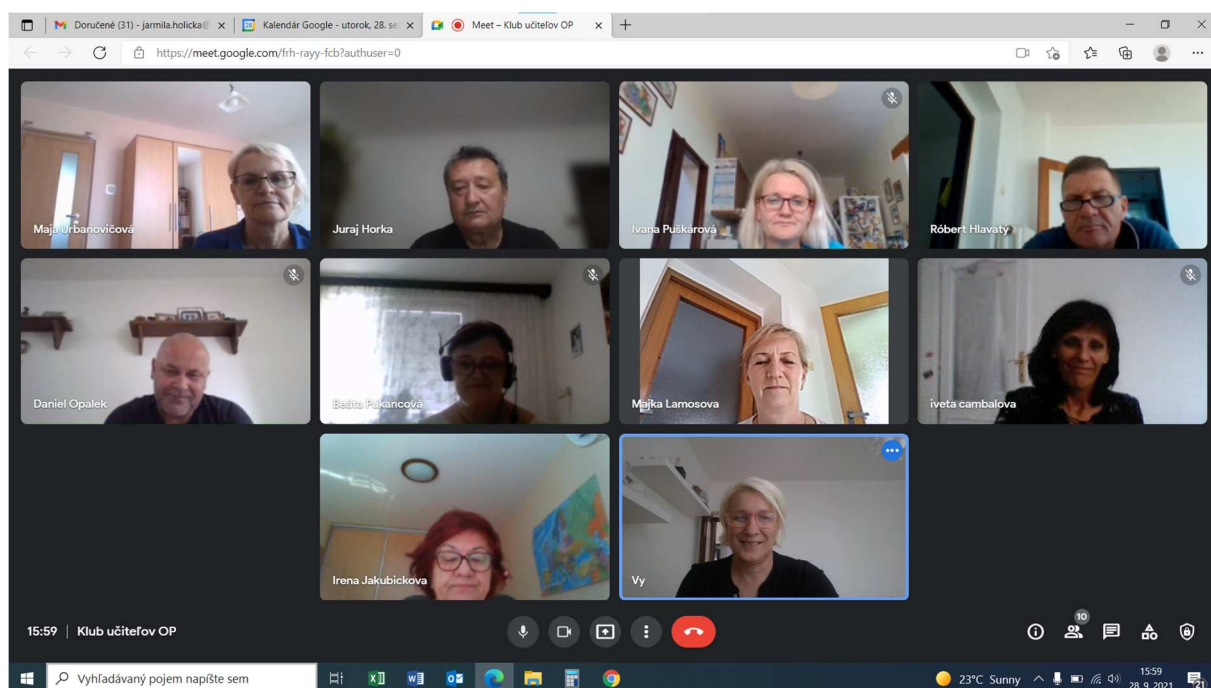 Doručené (31) - jarmila.holicka@
Kalendár Google - utorok, 28. se
Meet – Klub učiteľov OP
https://meet.google.com/frh-rayy-fcb?authuser=0
Maja Urbanovičová
Juraj Horka
Ivana Puškárová
Róbert Hlavatý
Daniel Opalek
Beáta Pukancová
Majka Lamosova
iveta cambalova
Irena Jakubickova
Vy
15:59 | Klub učiteľov OP
10
Vyhľadávaný pojem napíšte sem
23°C Sunny
15:59
28. 9. 2021
21